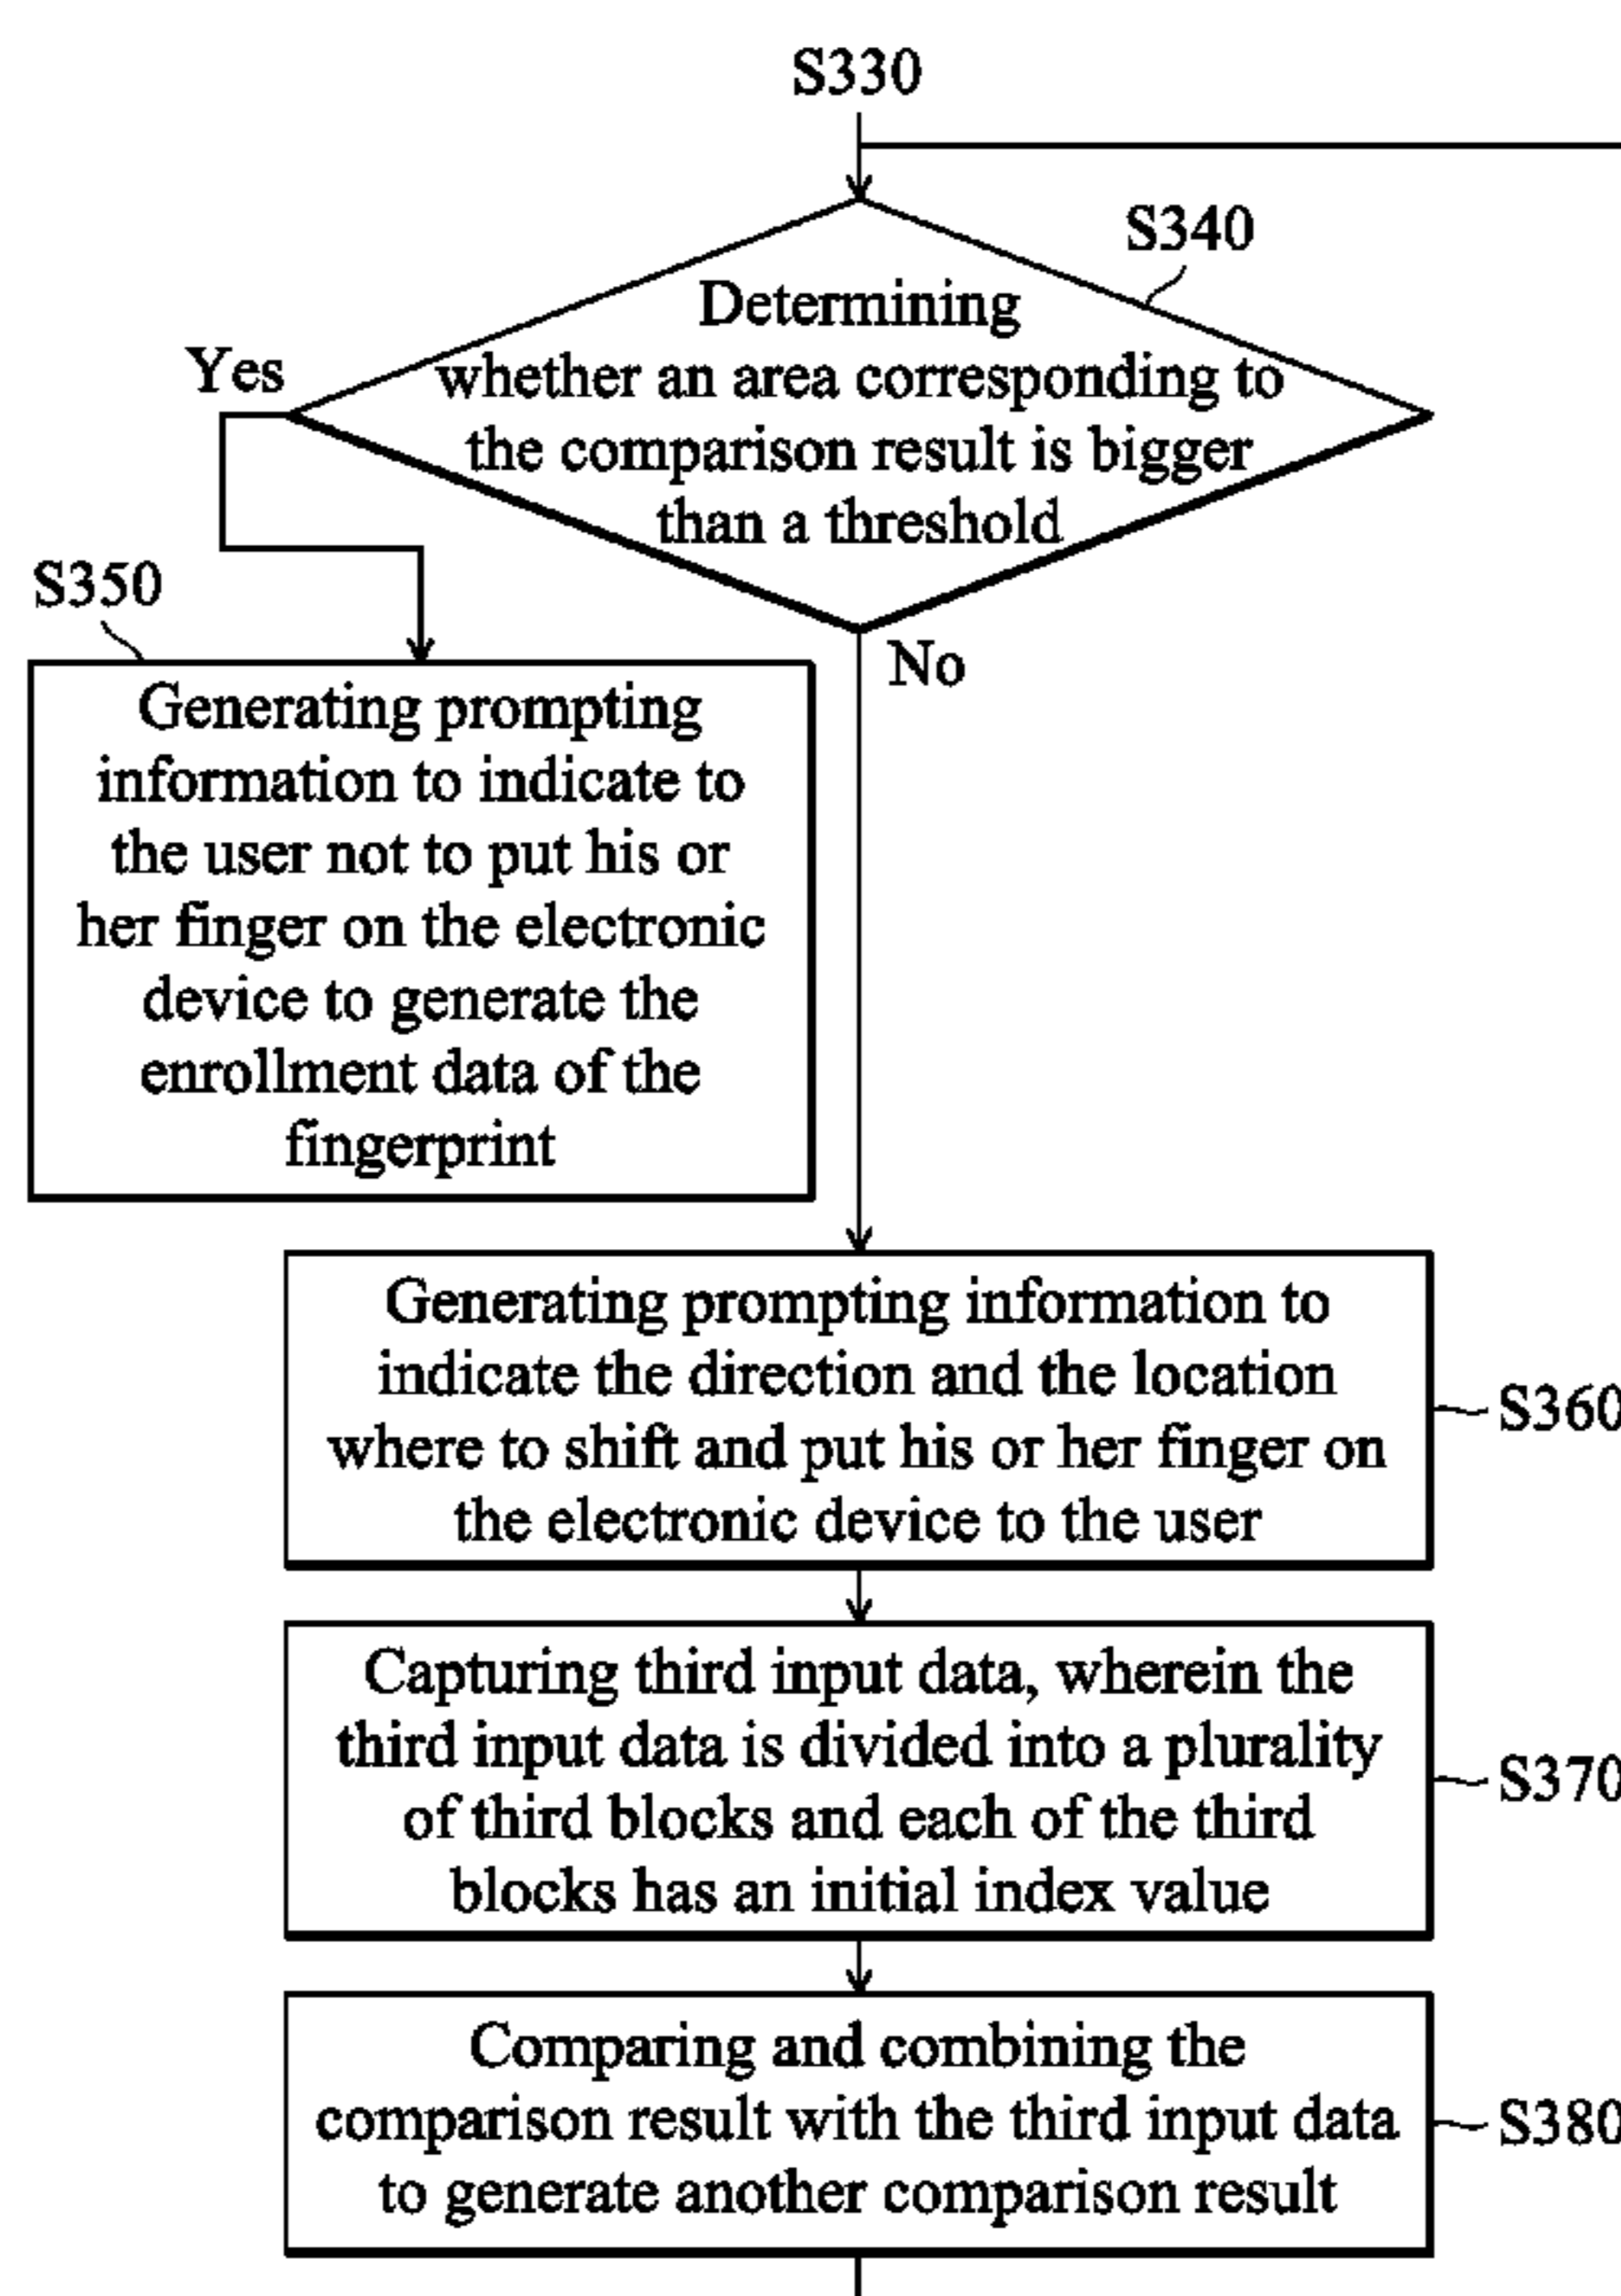 S330
S340
Determining
whether an area corresponding to
the comparison result is bigger
than a threshold
Yes
No
S350
Generating prompting
information to indicate to
the user not to put his or
her finger on the electronic
device to generate the
enrollment data of the
fingerprint
Generating prompting information to
indicate the direction and the location
where to shift and put his or her finger on
the electronic device to the user
S360
Capturing third input data, wherein the
third input data is divided into a plurality
of third blocks and each of the third
blocks has an initial index value
S370
Comparing and combining the
comparison result with the third input data
to generate another comparison result
S380